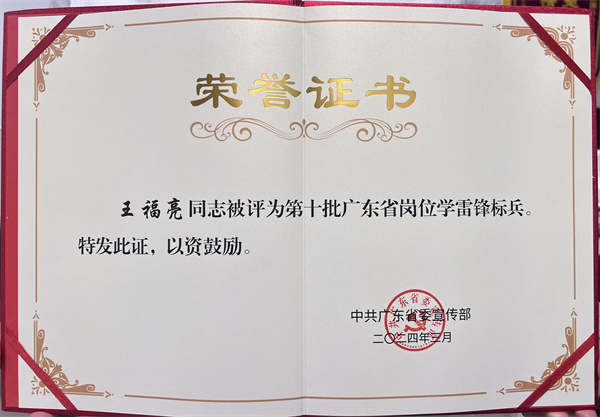 荣誉证书
王福亮同志被评为第十批广东省岗位学雷锋标兵。
特发此证，以资鼓励。
中共广东省委宣传部
二〇二四年三月